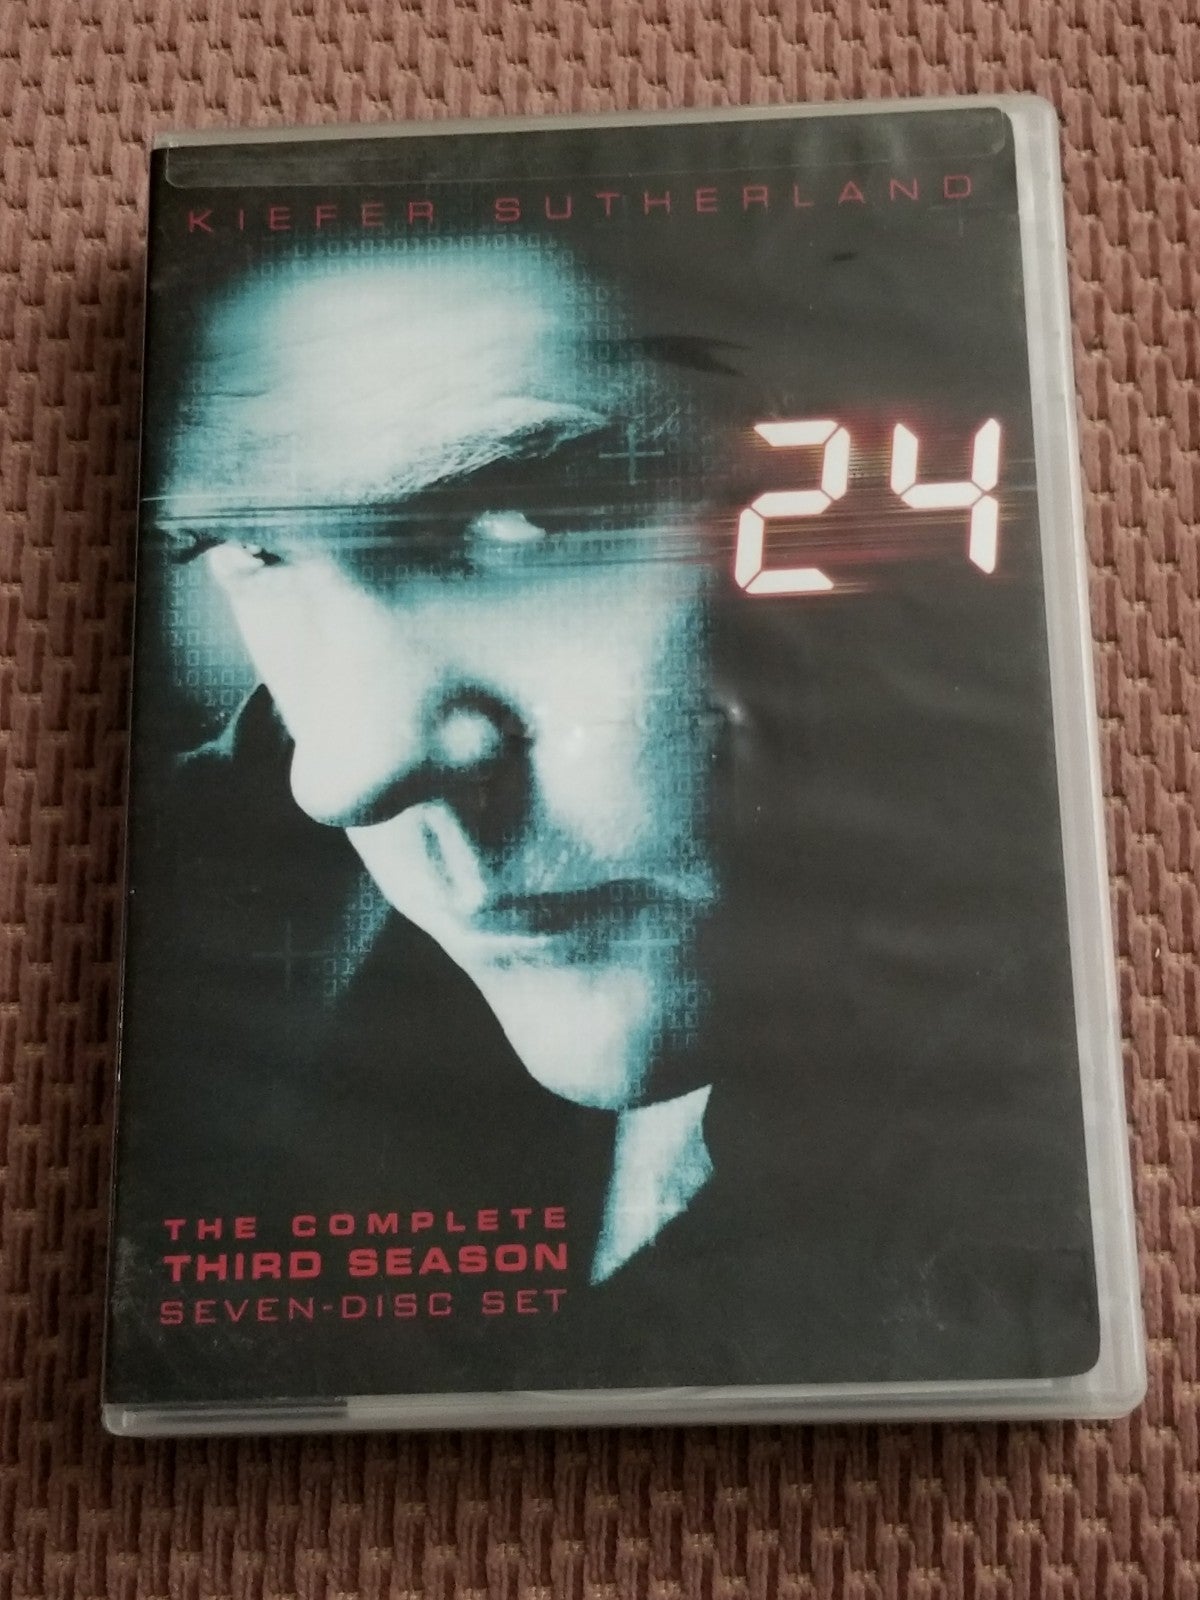 KIEFER SUTHERLAND
24
THE COMPLETE
THIRD SEASON
SEVEN-DISC SET